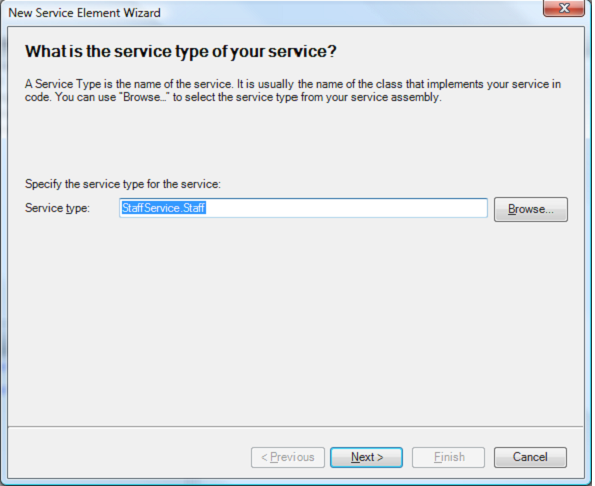 New Service Element Wizard
What is the service type of your service?
A Service Type is the name of the service. It is usually the name of the class that implements your service in
code. You can use "Browse..." to select the service type from your service assembly.
Specify the service type for the service:
Service type: StaffService.Staff Browse...
< Previous Next > Finish Cancel